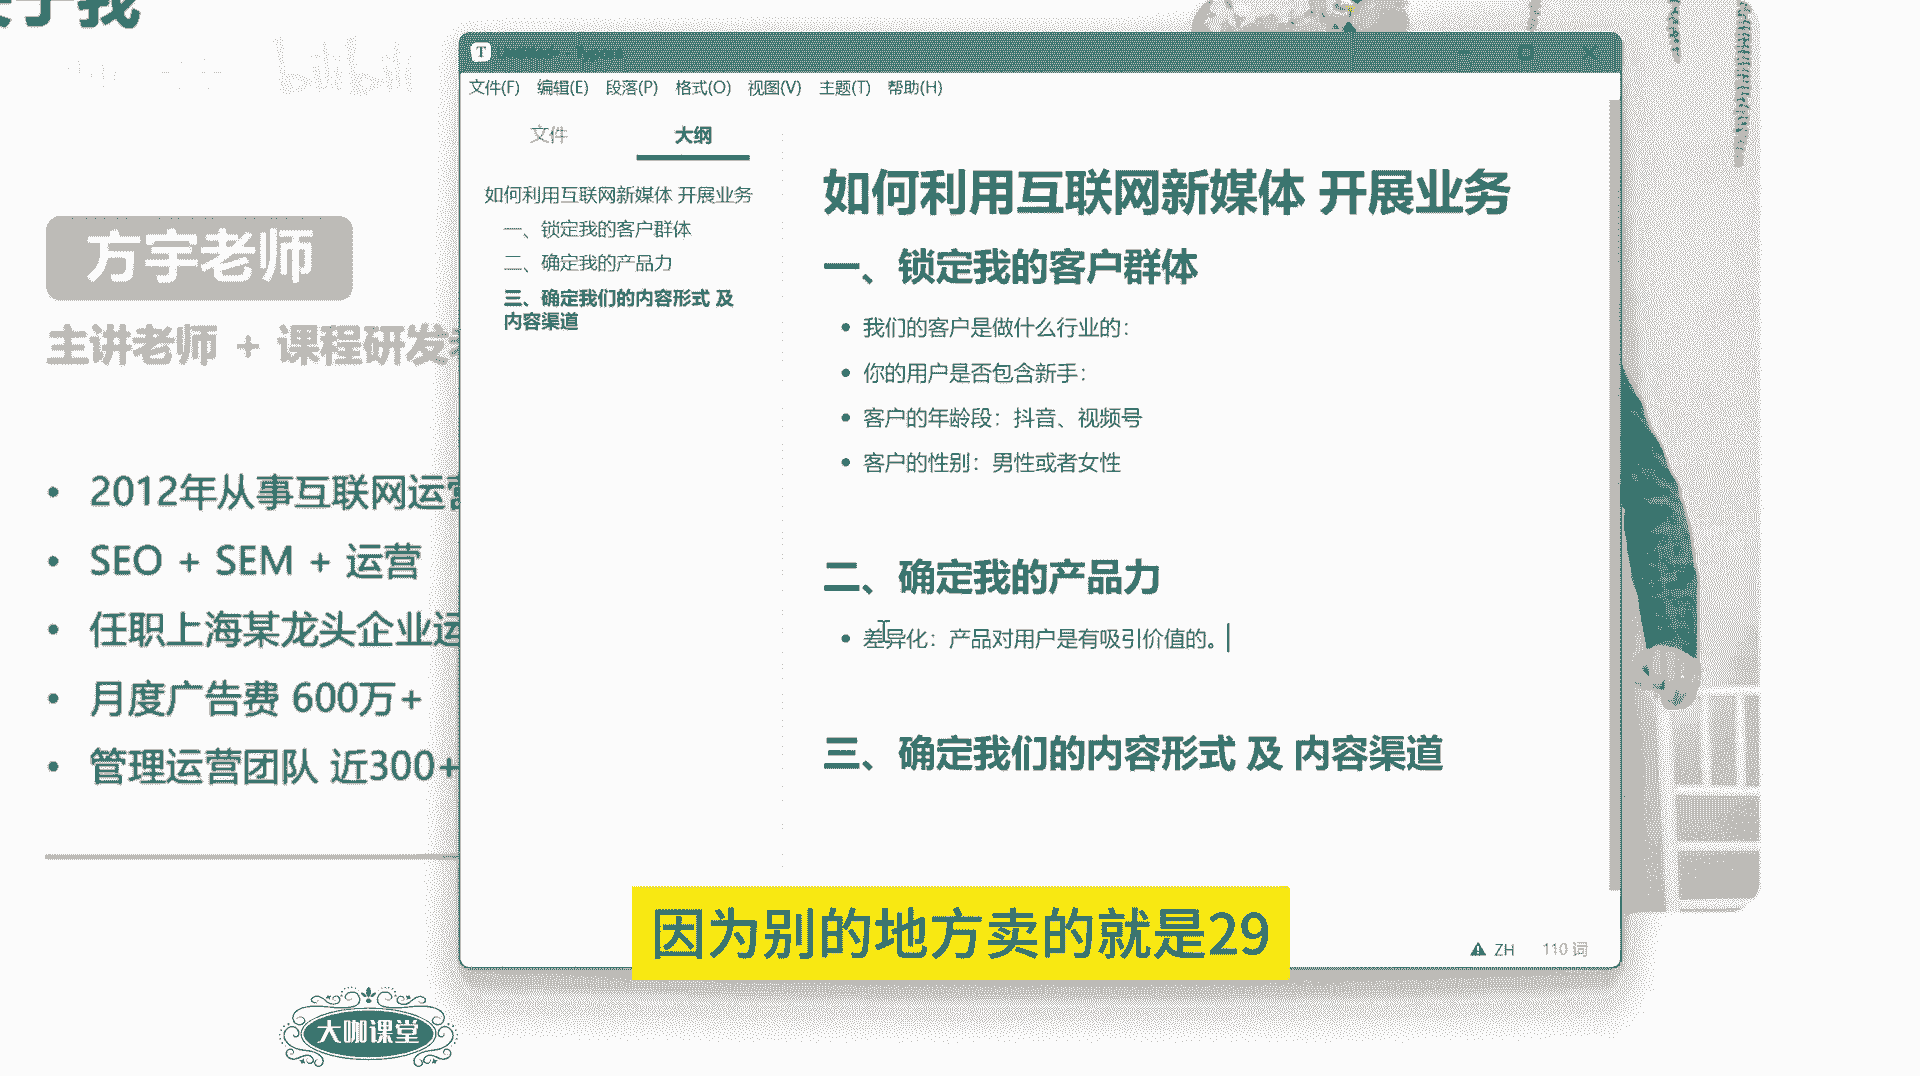 bilibili
方宇老师
主讲老师 + 课程研发
2012年从事互联网运营
SEO + SEM + 运营
任职上海某龙头企业运
月度广告费 600万+
管理运营团队 近300+
大咖课堂
文件(F) 编辑(E) 段落(P) 格式(O) 视图(V) 主题(T) 帮助(H)
文件 大纲
如何利用互联网新媒体 开展业务
一、锁定我的客户群体
二、确定我的产品力
三、确定我们的内容形式 及
内容渠道
如何利用互联网新媒体 开展业务
一、锁定我的客户群体
我们的客户是做什么行业的：
你的用户是否包含新手：
客户的年龄段：抖音、视频号
客户的性别：男性或者女性
二、确定我的产品力
差异化：产品对用户是有吸引价值的。
三、确定我们的内容形式 及 内容渠道
因为别的地方卖的就是29
ZH 110 词